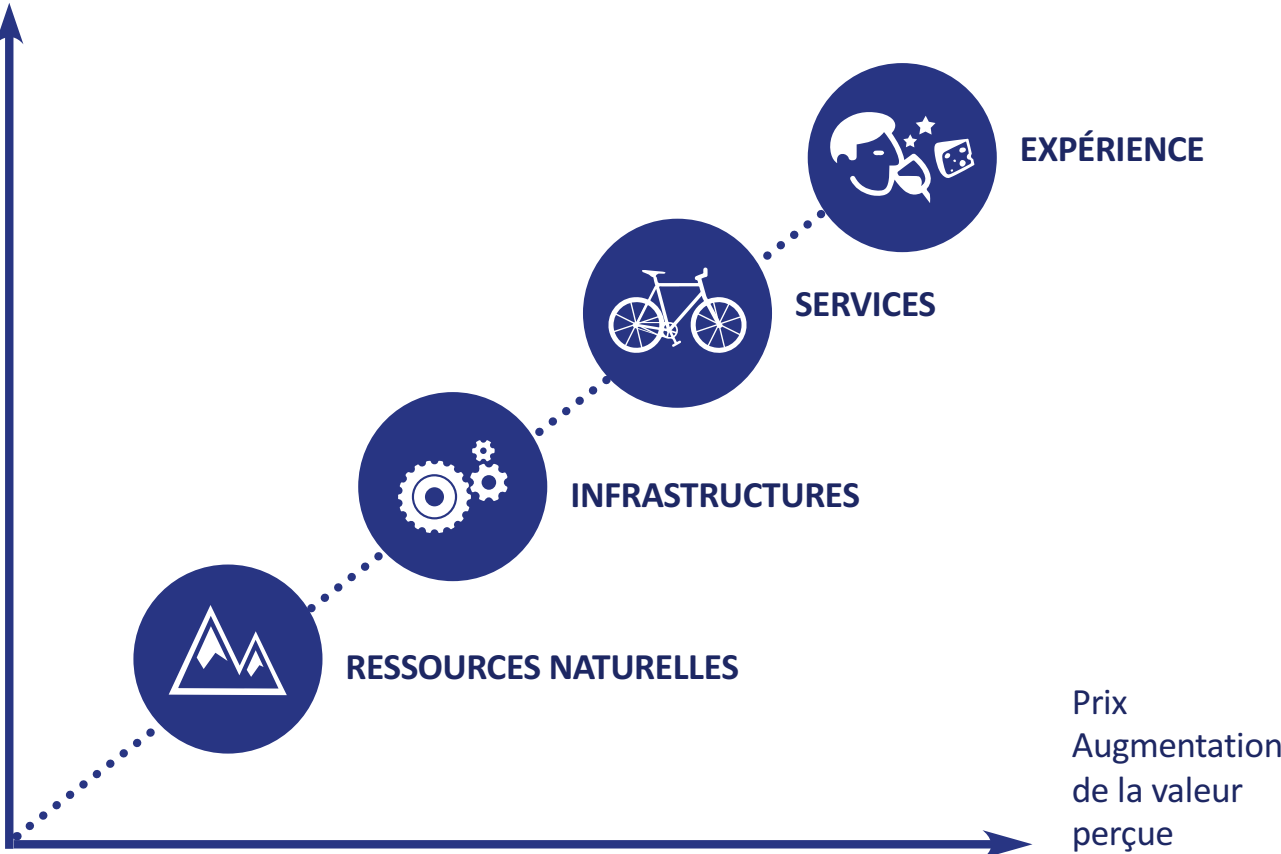 EXPÉRIENCE
SERVICES
INFRASTRUCTURES
RESSOURCES NATURELLES
Prix
Augmentation
de la valeur
perçue